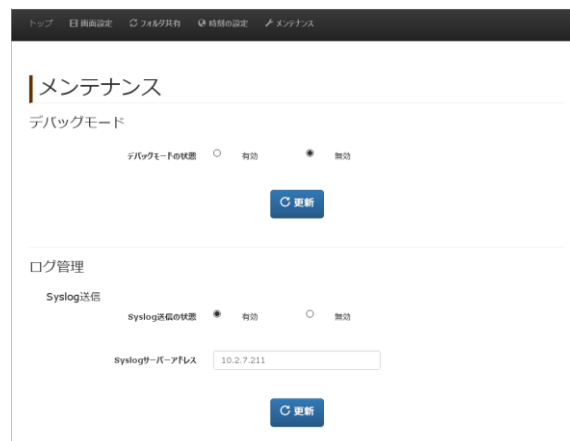 トップ 画面設定 フォルダ共有 時刻の設定 メンテナンス
メンテナンス
デバッグモード
デバックモードの状態 有効 無効
更新
ログ管理
Syslog送信
Syslog送信の状態 有効 無効
Syslogサーバーアドレス 10.2.7.211
更新